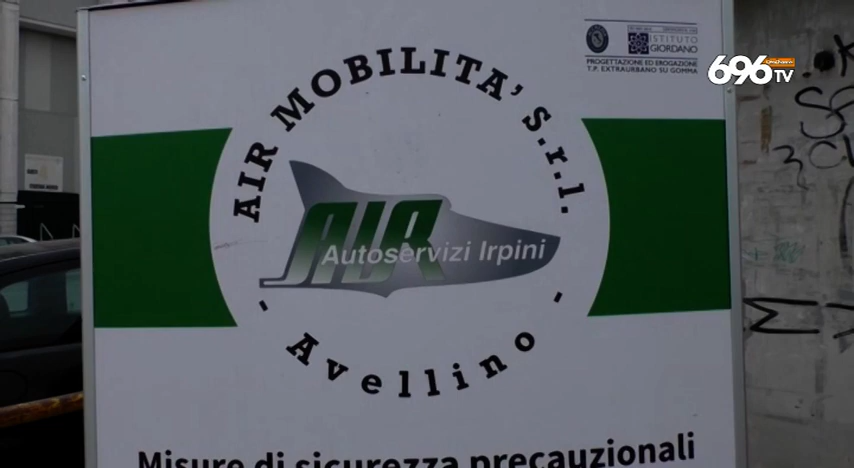 ISTITUTO
GIORDANO
PROGETTAZIONE ED EROGAZIONE
T.P. EXTRAURBANO SU GOMMA
696
TV
AIR MOBILITA' S.r.l.
AIR
Autoservizi Irpini
- Avellino -
Misure di sicurezza precauzionali